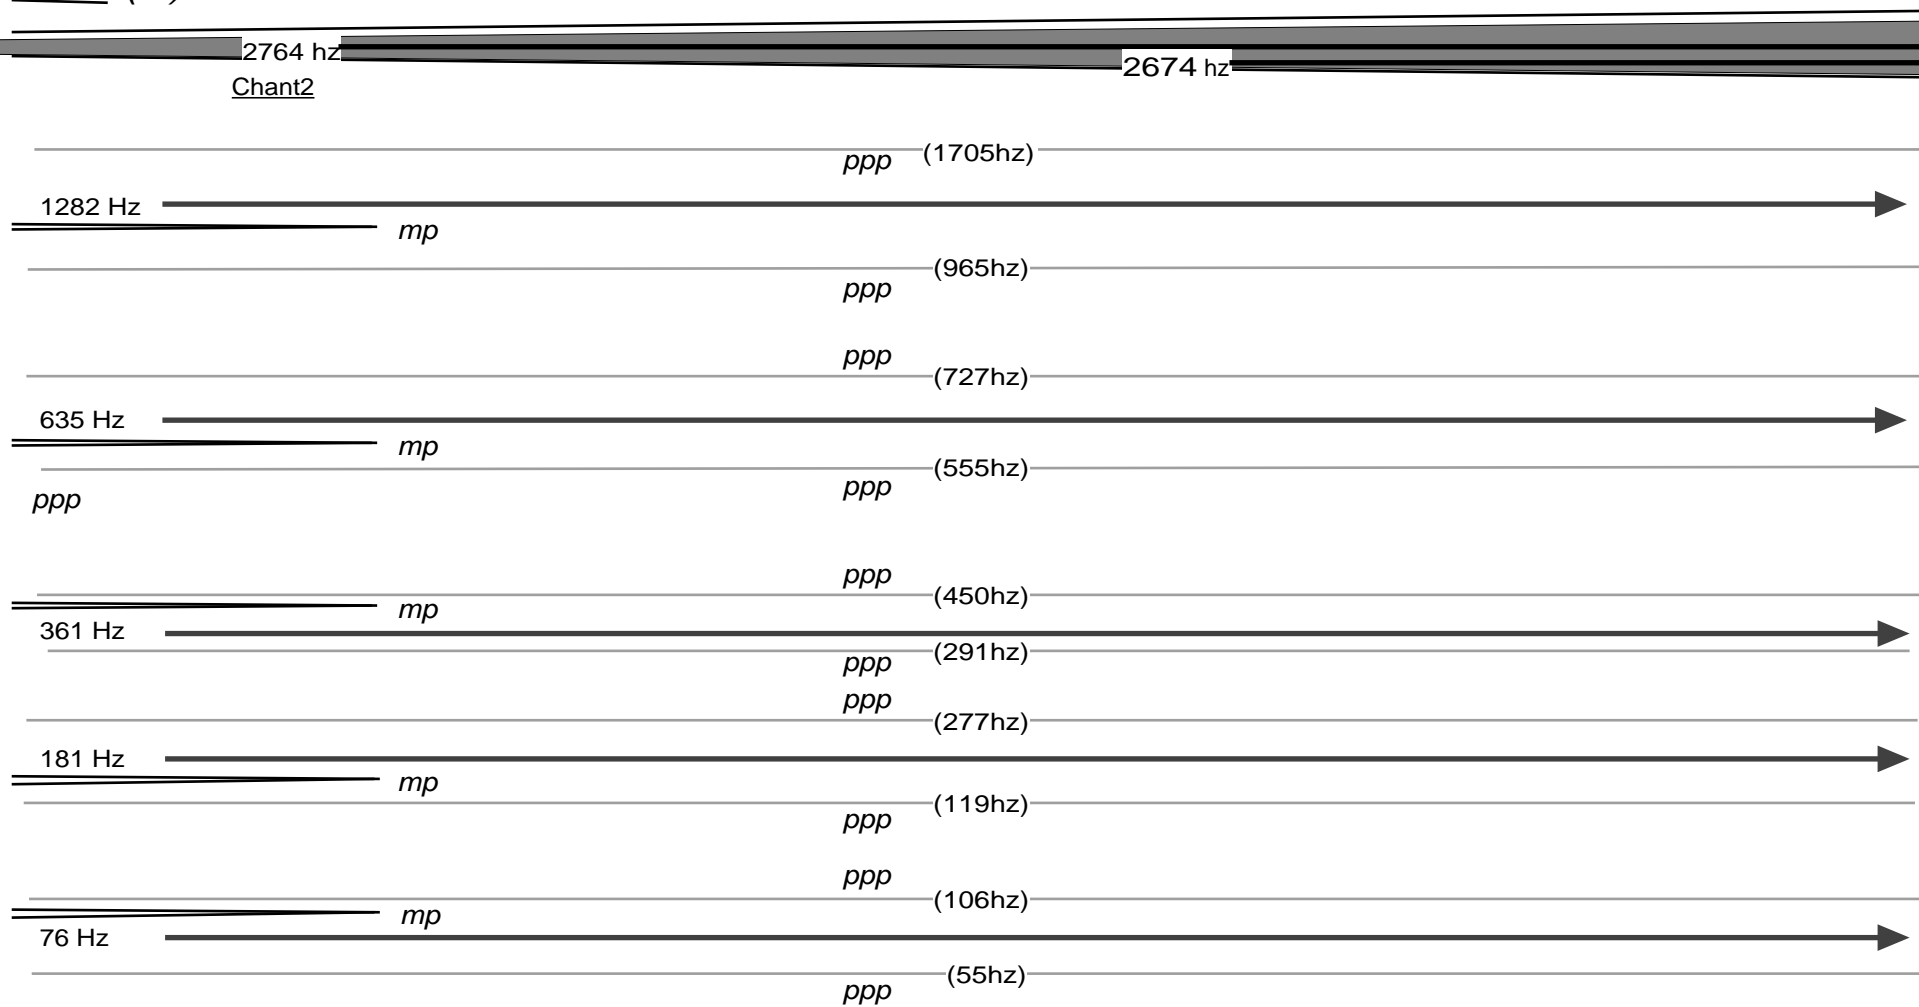 2764 hz
2674 hz
Chant2
ppp (1705hz)
1282 Hz
mp
(965hz)
ppp
ppp
(727hz)
635 Hz
mp
(555hz)
ppp
ppp
ppp
(450hz)
mp
361 Hz
(291hz)
ppp
ppp
(277hz)
181 Hz
mp
(119hz)
ppp
ppp
(106hz)
mp
76 Hz
(55hz)
ppp